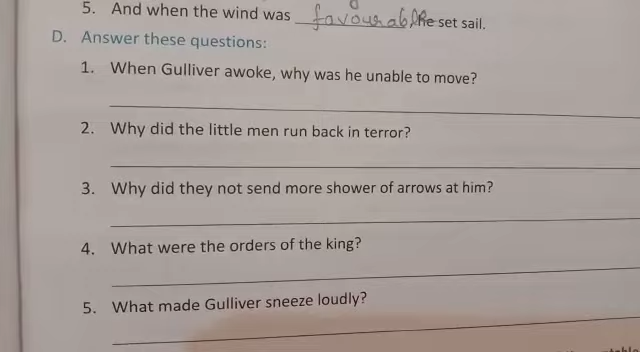 5. And when the wind was favourable he set sail.
D. Answer these questions:
1. When Gulliver awoke, why was he unable to move?
2. Why did the little men run back in terror?
3. Why did they not send more shower of arrows at him?
4. What were the orders of the king?
5. What made Gulliver sneeze loudly?